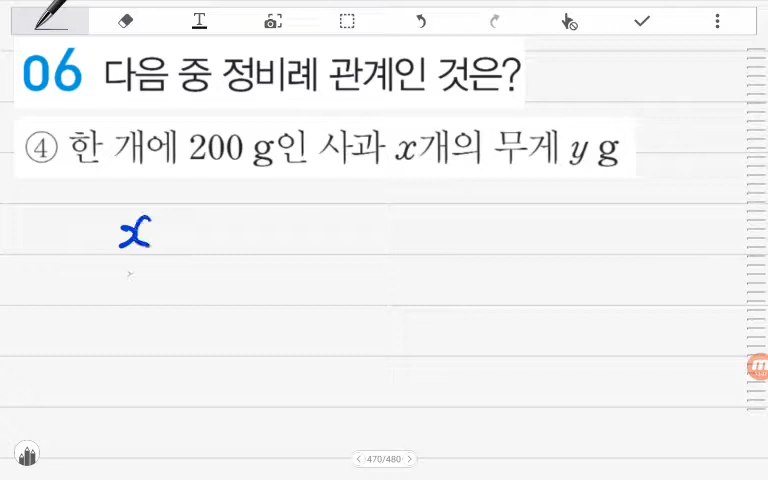 06 다음 중 정비례 관계인 것은?
④ 한 개에 200 g인 사과 x개의 무게 y g
x
470/480